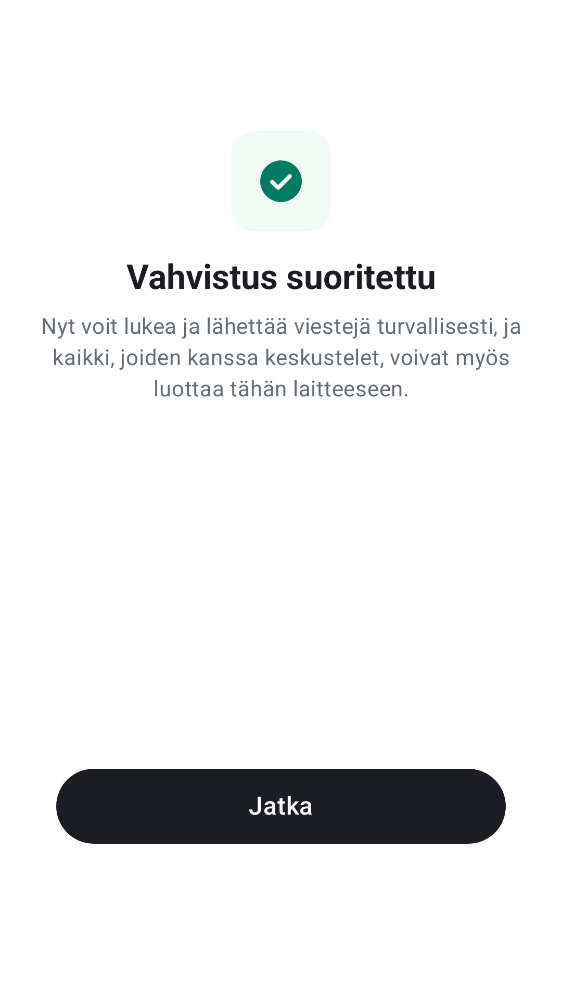 Vahvistus suoritettu
Nyt voit lukea ja lähettää viestejä turvallisesti, ja
kaikki, joiden kanssa keskustelet, voivat myös
luottaa tähän laitteeseen.
Jatka